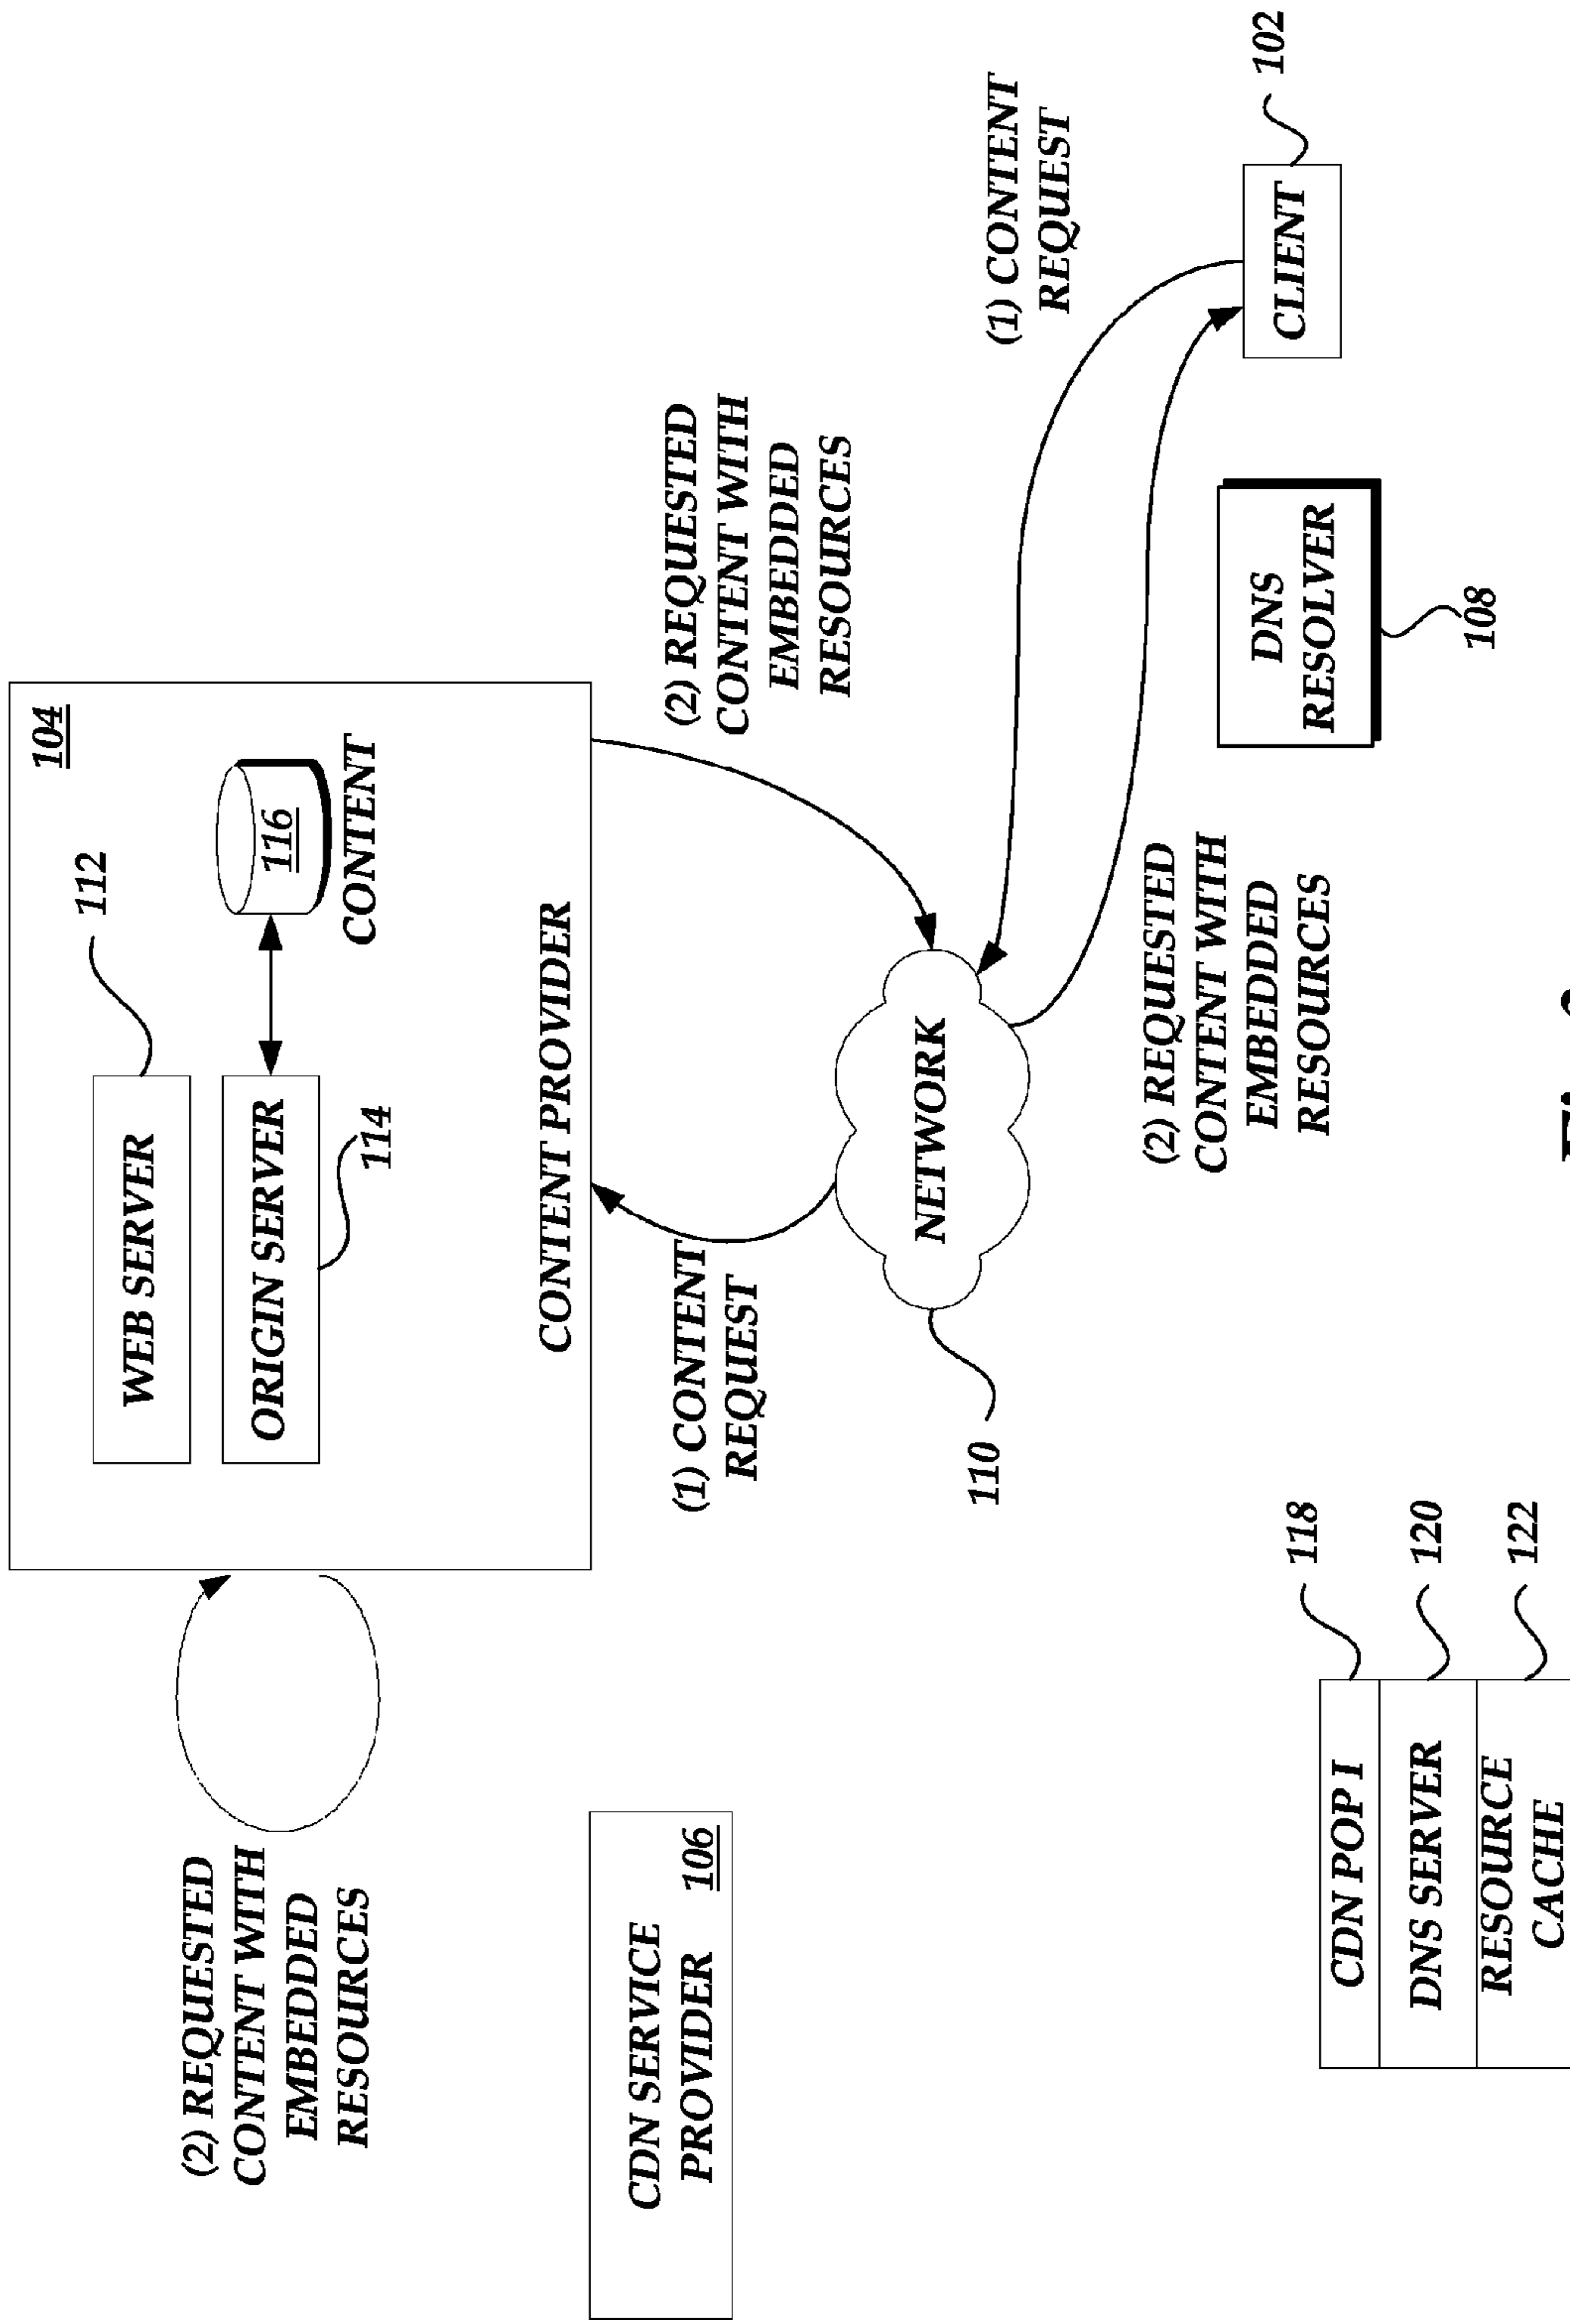 (2) REQUESTED
CONTENT WITH
EMBEDDED
RESOURCES
104
WEB SERVER
112
ORIGIN SERVER
114
116
CONTENT
CONTENT PROVIDER
CDN SERVICE
PROVIDER 106
(1) CONTENT
REQUEST
(2) REQUESTED
CONTENT WITH
EMBEDDED
RESOURCES
NETWORK
110
(1) CONTENT
REQUEST
(2) REQUESTED
CONTENT WITH
EMBEDDED
RESOURCES
CLIENT
102
DNS
RESOLVER
108
CDN POP I
118
DNS SERVER
120
RESOURCE
CACHE
122